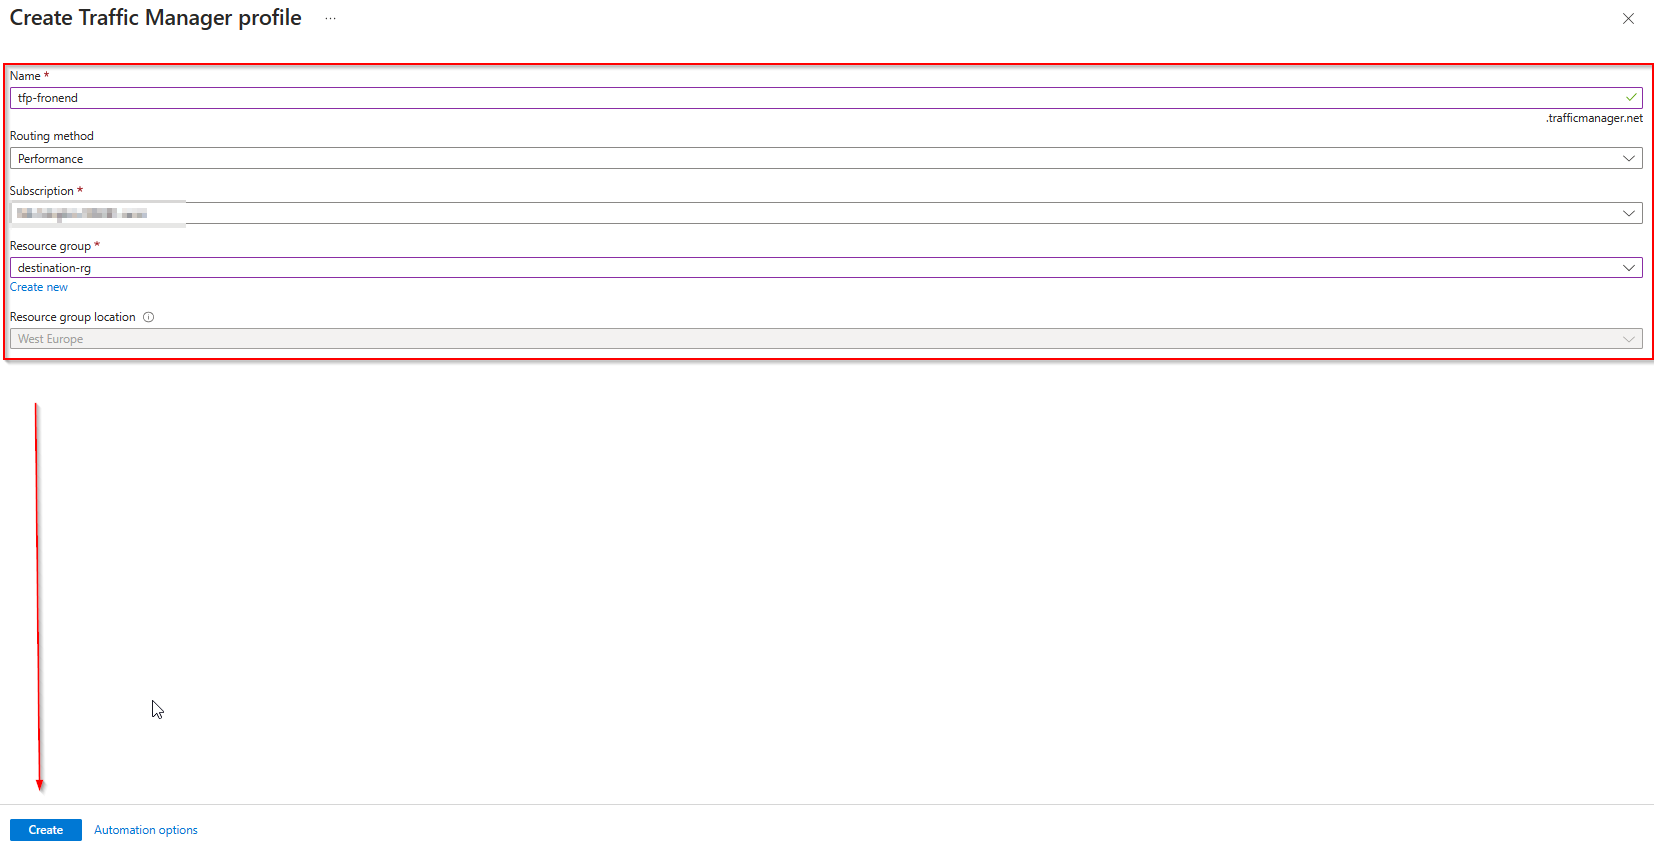 Create Traffic Manager profile ...
Name *
tfp-fronend
.trafficmanager.net
Routing method
Performance
Subscription *
Resource group *
destination-rg
Create new
Resource group location
West Europe
Create Automation options